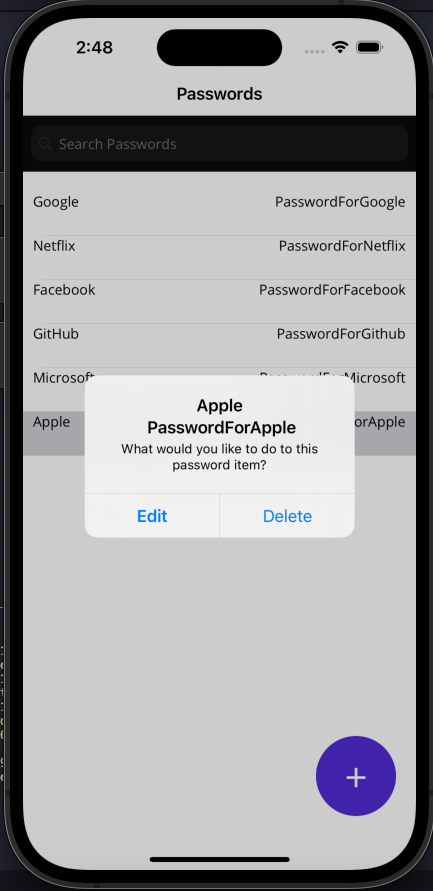 2:48
Passwords
Search Passwords
Google PasswordForGoogle
Netflix PasswordForNetflix
Facebook PasswordForFacebook
GitHub PasswordForGithub
Microsoft PasswordForMicrosoft
Apple orApple
Apple
PasswordForApple
What would you like to do to this
password item?
Edit Delete
+